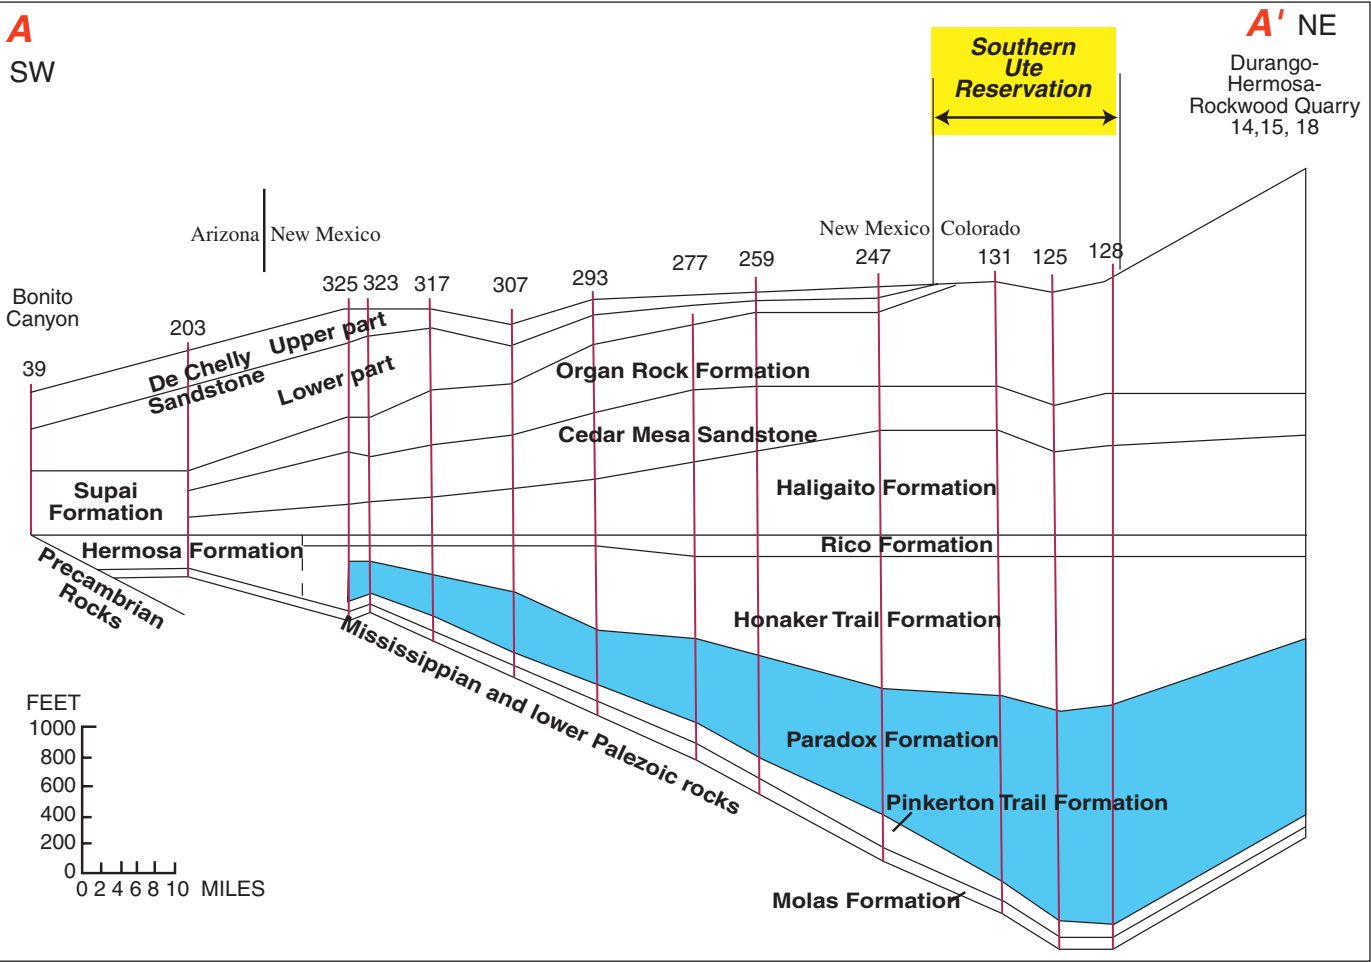 A
SW
A' NE
Southern
Ute
Reservation
Durango-
Hermosa-
Rockwood Quarry
14,15, 18
Arizona New Mexico
New Mexico Colorado
Bonito
Canyon
39
203
325 323 317 307 293 277 259 247 131 125 128
De Chelly
Sandstone
Upper part
Lower part
Organ Rock Formation
Cedar Mesa Sandstone
Supai
Formation
Haligaito Formation
Hermosa Formation
Rico Formation
Precambrian
Rocks
Honaker Trail Formation
Mississippian and lower Palezoic rocks
Paradox Formation
Pinkerton Trail Formation
Molas Formation
FEET
1000
800
600
400
200
0
0 2 4 6 8 10 MILES